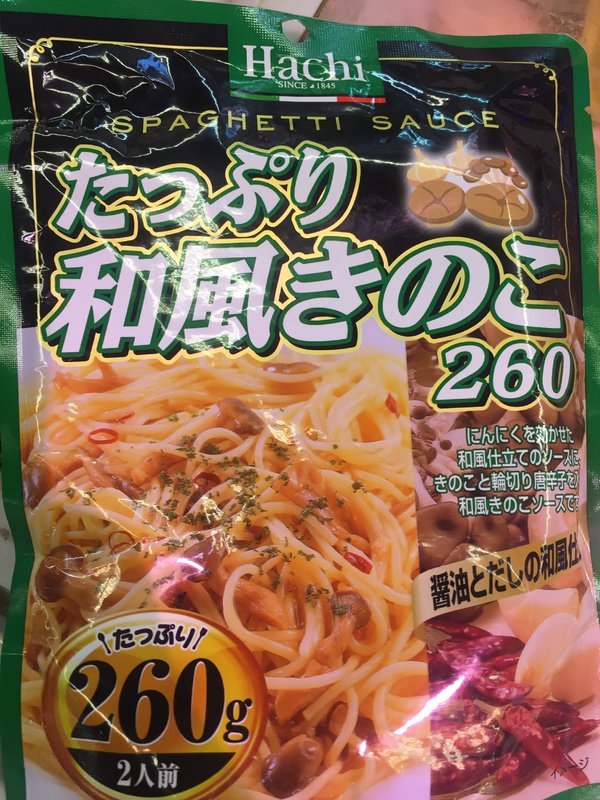 Hachi
SINCE 1845
SPAGHETTI SAUCE
たっぷり
和風きのこ
260
にんにくを効かせた
和風仕立てのソースに
きのこと輪切り唐辛子を
和風きのこソースです
醤油とだしの和風仕
たっぷり
260g
2人前
イメージ